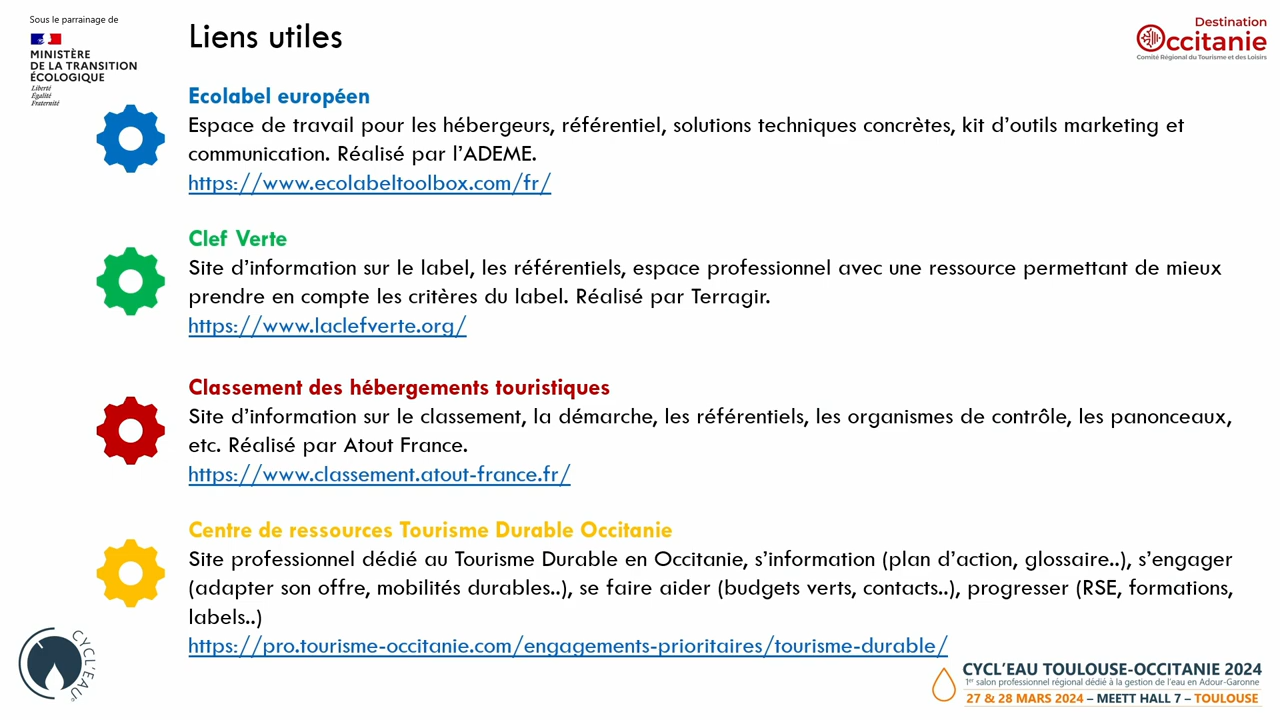 Sous le parrainage de
MINISTÈRE
DE LA TRANSITION
ÉCOLOGIQUE
Liberté
Égalité
Fraternité
Liens utiles
Destination
Occitanie
Comité Régional du Tourisme et des Loisirs
Ecolabel européen
Espace de travail pour les hébergeurs, référentiel, solutions techniques concrètes, kit d’outils marketing et
communication. Réalisé par l’ADEME.
https://www.ecolabeltoolbox.com/fr/
Clef Verte
Site d’information sur le label, les référentiels, espace professionnel avec une ressource permettant de mieux
prendre en compte les critères du label. Réalisé par Terragir.
https://www.laclefverte.org/
Classement des hébergements touristiques
Site d’information sur le classement, la démarche, les référentiels, les organismes de contrôle, les panonceaux,
etc. Réalisé par Atout France.
https://www.classement.atout-france.fr/
Centre de ressources Tourisme Durable Occitanie
Site professionnel dédié au Tourisme Durable en Occitanie, s’information (plan d’action, glossaire..), s’engager
(adapter son offre, mobilités durables..), se faire aider (budgets verts, contacts..), progresser (RSE, formations,
labels..)
https://pro.tourisme-occitanie.com/engagements-prioritaires/tourisme-durable/
CYCL'EAU
CYCL’EAU TOULOUSE-OCCITANIE 2024
1er salon professionnel régional dédié à la gestion de l'eau en Adour-Garonne
27 & 28 MARS 2024 – MEETT HALL 7 – TOULOUSE